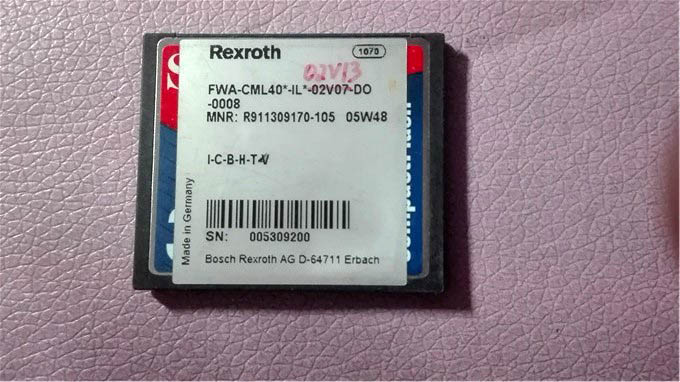 Rexroth
1070
02V13
FWA-CML40*-IL*-02V07-DO
-0008
MNR: R911309170-105 05W48
I-C-B-H-T-V
Made in Germany
SN: 005309200
Bosch Rexroth AG D-64711 Erbach